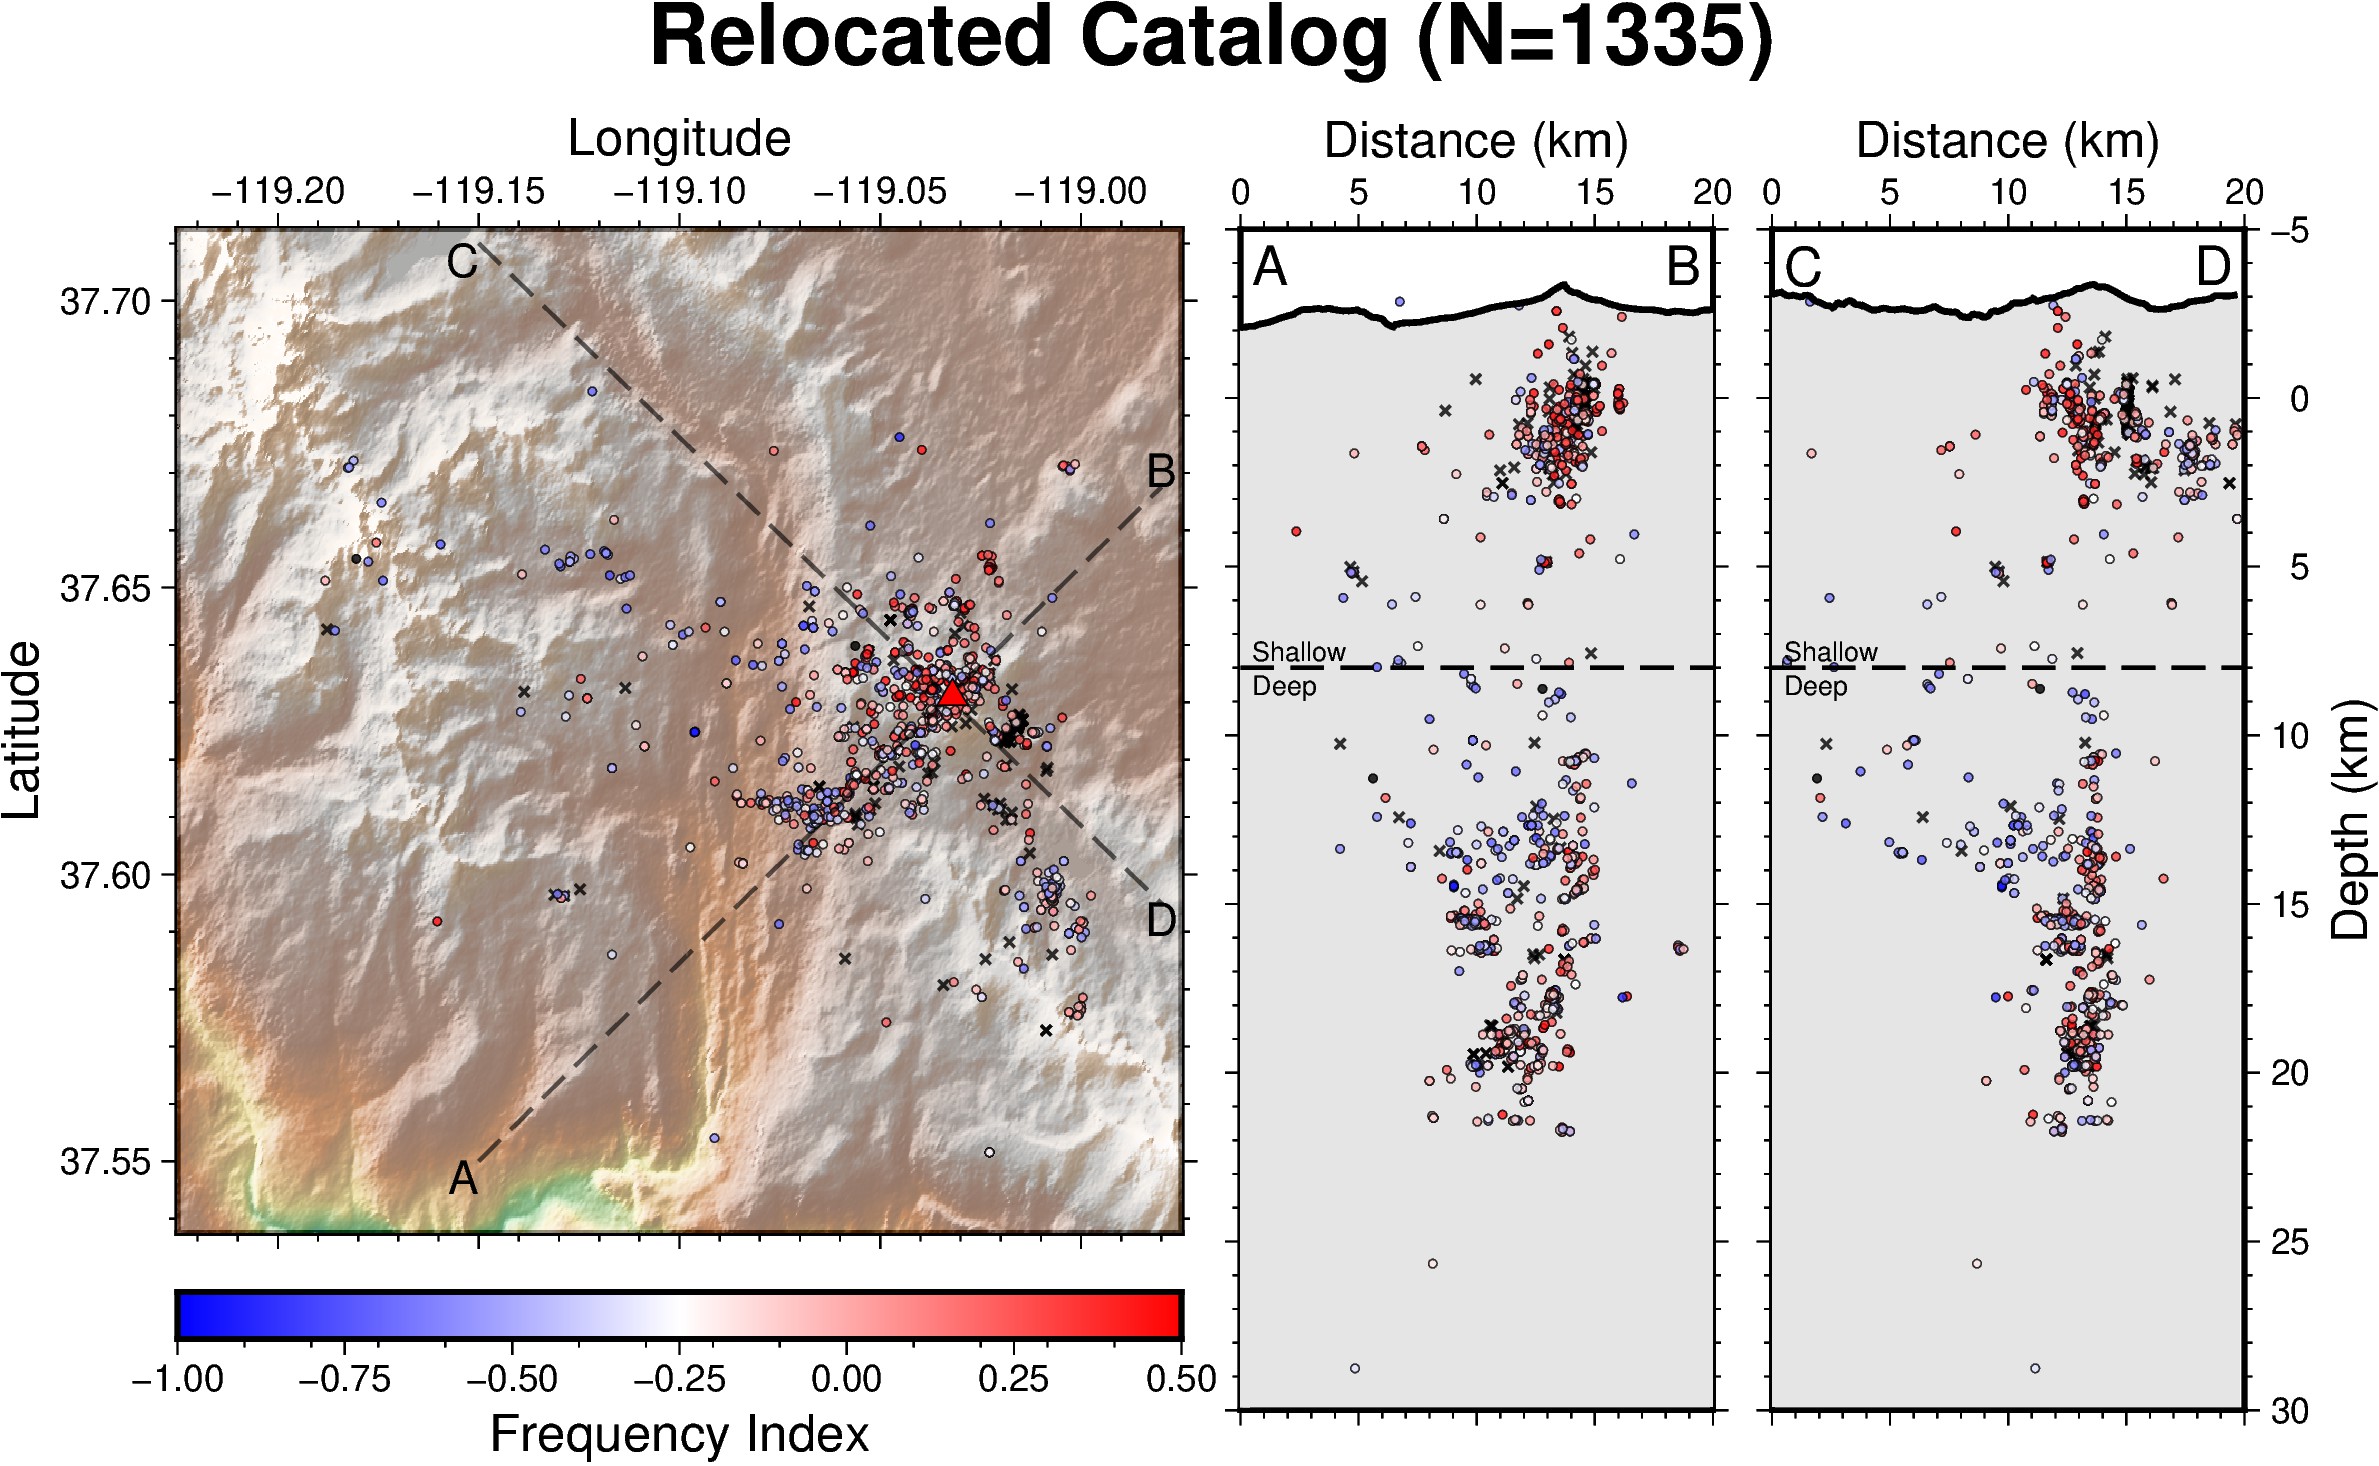 Relocated Catalog (N=1335)
Longitude
−119.20 −119.15 −119.10 −119.05 −119.00
Latitude
37.70
37.65
37.60
37.55
C
B
D
A
−1.00 −0.75 −0.50 −0.25 0.00 0.25 0.50
Frequency Index
Distance (km)
0 5 10 15 20
A B
Shallow
Deep
Distance (km)
0 5 10 15 20
C D
Shallow
Deep
−5
0
5
10
15
20
25
30
Depth (km)